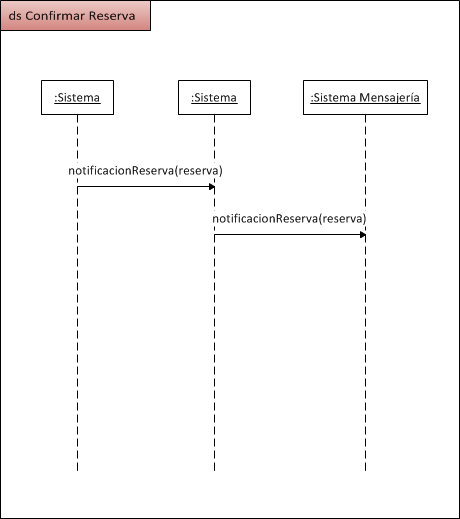 ds Confirmar Reserva
:Sistema
:Sistema
:Sistema Mensajería
notificacionReserva(reserva)
notificacionReserva(reserva)